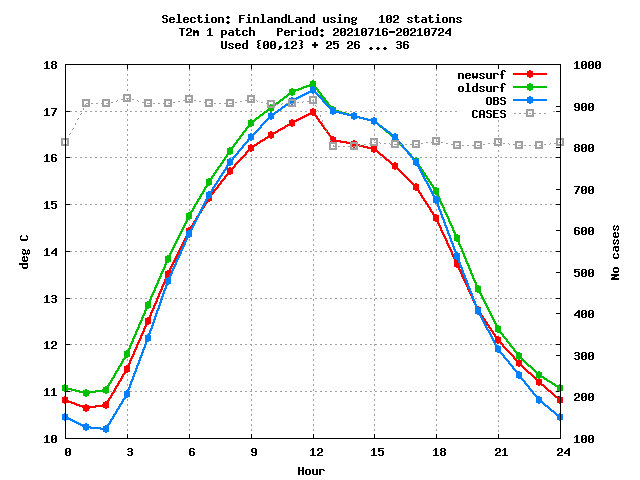 Selection: FinlandLand using   102 stations
T2m 1 patch   Period: 20210716-20210724
Used {00,12} + 25 26 ... 36
newsurf
oldsurf
OBS
CASES
18
17
16
15
14
13
12
11
10
deg C
1000
900
800
700
600
500
400
300
200
100
No cases
0 3 6 9 12 15 18 21 24
Hour